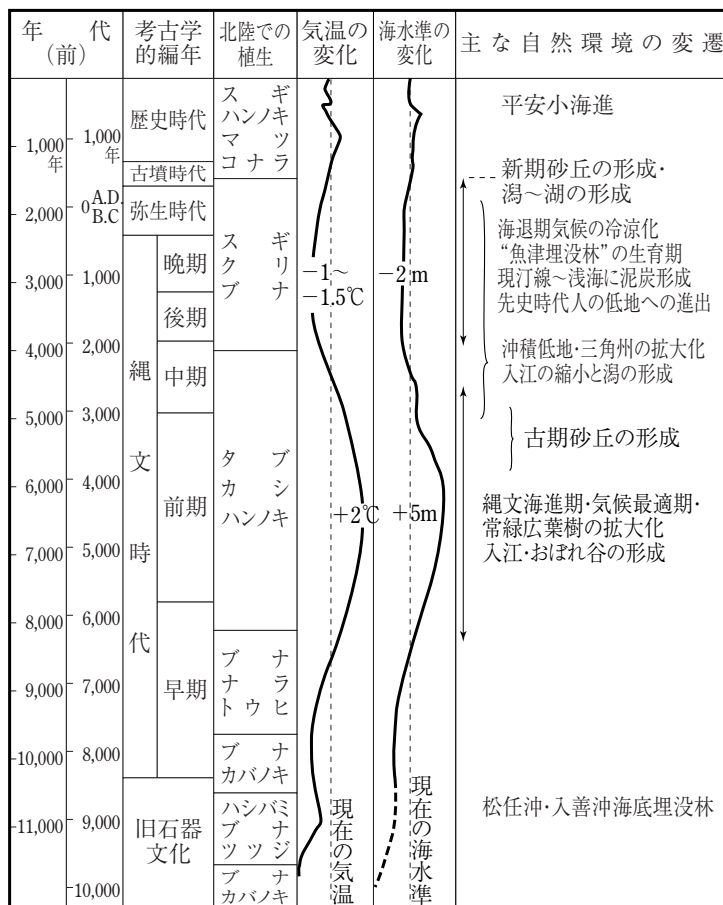 年代(前)
考古学的編年
北陸での植生
気温の変化
海水準の変化
主な自然環境の変遷
1,000年
2,000
3,000
4,000
5,000
6,000
7,000
8,000
9,000
10,000
11,000
1,000年
0 A.D. B.C
1,000
2,000
3,000
4,000
5,000
6,000
7,000
8,000
9,000
10,000
歴史時代
古墳時代
弥生時代
縄文時代
晩期
後期
中期
前期
早期
旧石器文化
スギ
ハンノキ
マツ
コナラ
スギ
クリ
ブナ
タブ
カシ
ハンノキ
ブナ
ナラ
トウヒ
ブナ
カバノキ
ハシバミ
ブナ
ツツジ
ブナ
カバノキ
−1〜
−1.5℃
+2℃
現在の気温
−2m
+5m
現在の海水準
平安小海進
新期砂丘の形成・
潟〜湖の形成
海退期気候の冷涼化
“魚津埋没林”の生育期
現汀線〜浅海に泥炭形成
先史時代人の低地への進出
沖積低地・三角州の拡大化
入江の縮小と潟の形成
古期砂丘の形成
縄文海進期・気候最適期・
常緑広葉樹の拡大化
入江・おぼれ谷の形成
松任沖・入善沖海底埋没林